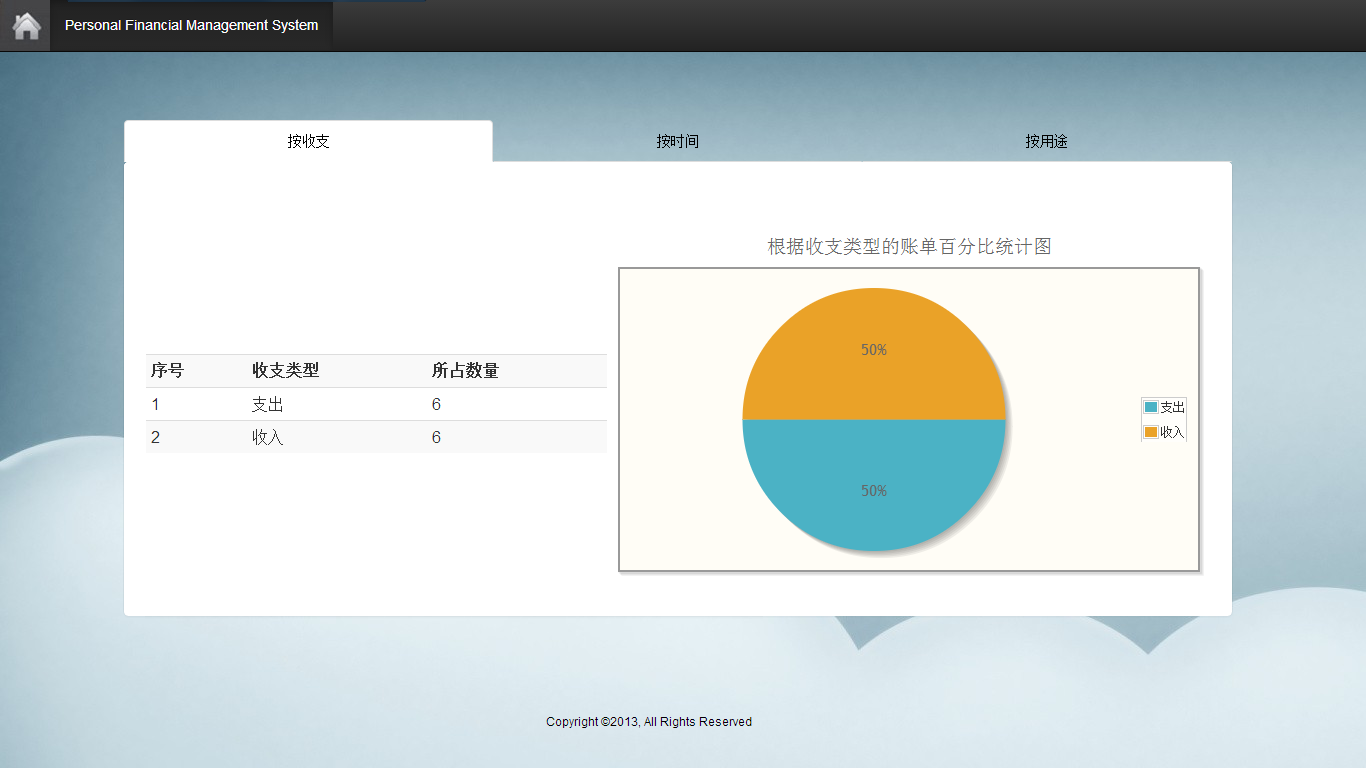 Personal Financial Management System
按收支 按时间 按用途
根据收支类型的账单百分比统计图
序号 收支类型 所占数量
1 支出 6
2 收入 6
50%
50%
支出
收入
Copyright ©2013, All Rights Reserved